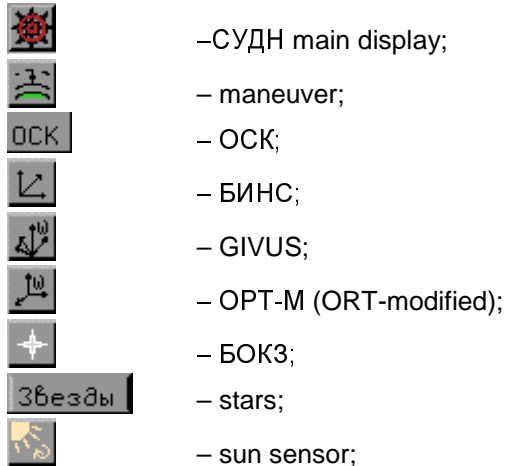 –СУДН main display;
– maneuver;
ОСК – ОСК;
– БИНС;
ω – GIVUS;
ω – ОРТ-М (ORT-modified);
– БОКЗ;
Звезды – stars;
– sun sensor;